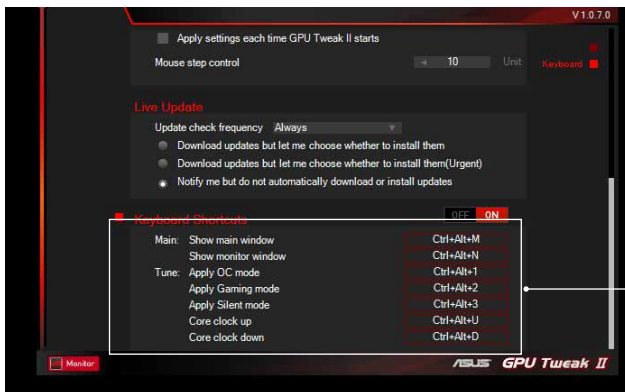 V1.0.7.0
Apply settings each time GPU Tweak II starts
Mouse step control 10 Unit
Keyboard
Live Update
Update check frequency Always
Download updates but let me choose whether to install them
Download updates but let me choose whether to install them(Urgent)
Notify me but do not automatically download or install updates
Keyboard Shortcuts OFF ON
Main: Show main window Ctrl+Alt+M
Show monitor window Ctrl+Alt+N
Tune: Apply OC mode Ctrl+Alt+1
Apply Gaming mode Ctrl+Alt+2
Apply Silent mode Ctrl+Alt+3
Core clock up Ctrl+Alt+U
Core clock down Ctrl+Alt+D
Monitor ASUS GPU Tweak II